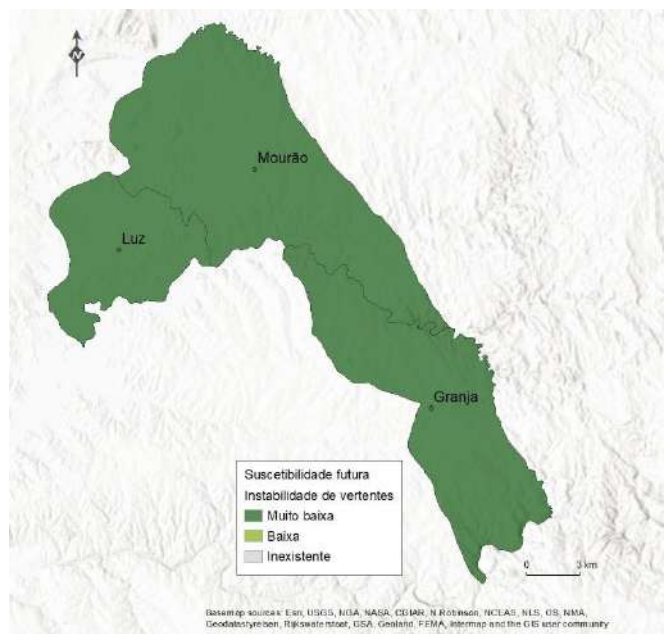 N
Mourão
Luz
Granja
Suscetibilidade futura
Instabilidade de vertentes
Muito baixa
Baixa
Inexistente
0 3 km
Basemap sources: Esri, USGS, NGA, NASA, CGIAR, N Robinson, NCEAS, NLS, OS, NMA,
Geodatastyrelsen, Rijkswaterstaat, GSA, Geoland, FEMA, Intermap and the GIS user community